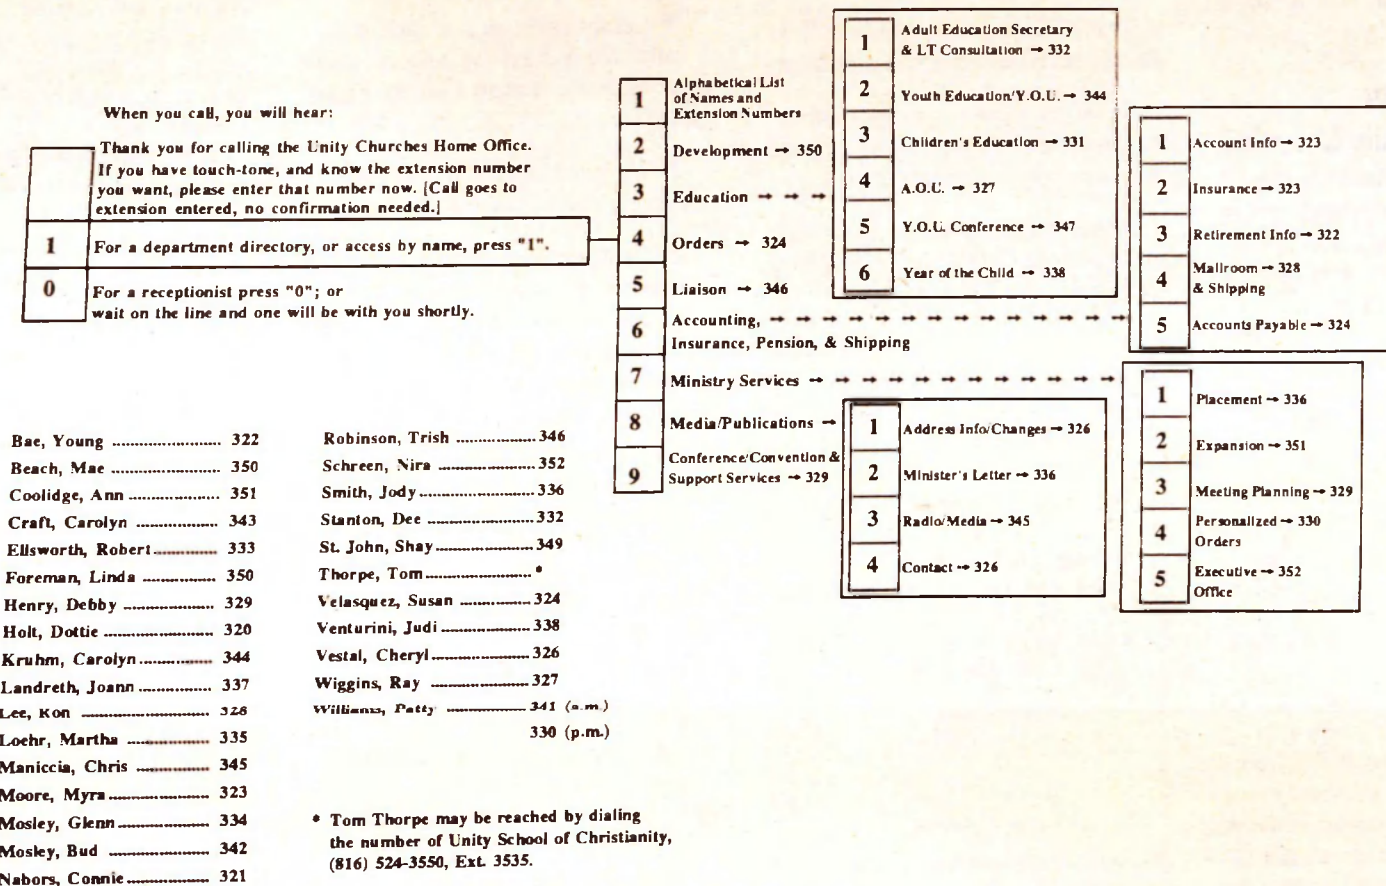 When you call, you will hear:
Thank you for calling the Unity Churches Home Office.
If you have touch-tone, and know the extension number
you want, please enter that number now. [Call goes to
extension entered, no confirmation needed.]
1 For a department directory, or access by name, press "1".
0 For a receptionist press "0"; or
wait on the line and one will be with you shortly.
1 Alphabetical List
of Names and
Extension Numbers
2 Development → 350
3 Education → → →
4 Orders → 324
5 Liaison → 346
6 Accounting, → → → → → → → → → → → → → →
Insurance, Pension, & Shipping
7 Ministry Services → → → → → → → → → → → →
8 Media/Publications →
9 Conference/Convention &
Support Services → 329
1 Adult Education Secretary
& LT Consultation → 332
2 Youth Education/Y.O.U. → 344
3 Children's Education → 331
4 A.O.U. → 327
5 Y.O.U. Conference → 347
6 Year of the Child → 338
1 Account Info → 323
2 Insurance → 323
3 Retirement Info → 322
4 Mailroom → 328
& Shipping
5 Accounts Payable → 324
1 Placement → 336
2 Expansion → 351
3 Meeting Planning → 329
4 Personalized → 330
Orders
5 Executive → 352
Office
1 Address Info/Changes → 326
2 Minister's Letter → 336
3 Radio/Media → 345
4 Contact → 326
Bae, Young ........................ 322
Beach, Mae ........................ 350
Coolidge, Ann .................... 351
Craft, Carolyn .................. 343
Ellsworth, Robert .............. 333
Foreman, Linda ................ 350
Henry, Debby .................... 329
Holt, Dottie ........................ 320
Kruhm, Carolyn ................ 344
Landreth, Joann ................ 337
Lee, Kon ............................ 328
Loehr, Martha .................. 335
Maniccia, Chris ................ 345
Moore, Myra ...................... 323
Mosley, Glenn .................... 334
Mosley, Bud ...................... 342
Nabors, Connie .................. 321
Robinson, Trish .................. 346
Schreen, Nira ...................... 352
Smith, Jody .......................... 336
Stanton, Dee ........................ 332
St. John, Shay ...................... 349
Thorpe, Tom ........................ *
Velasquez, Susan ................ 324
Venturini, Judi .................... 338
Vestal, Cheryl ...................... 326
Wiggins, Ray ...................... 327
Williams, Patty .................. 341 (a.m.)
330 (p.m.)
* Tom Thorpe may be reached by dialing
the number of Unity School of Christianity,
(816) 524-3550, Ext. 3535.